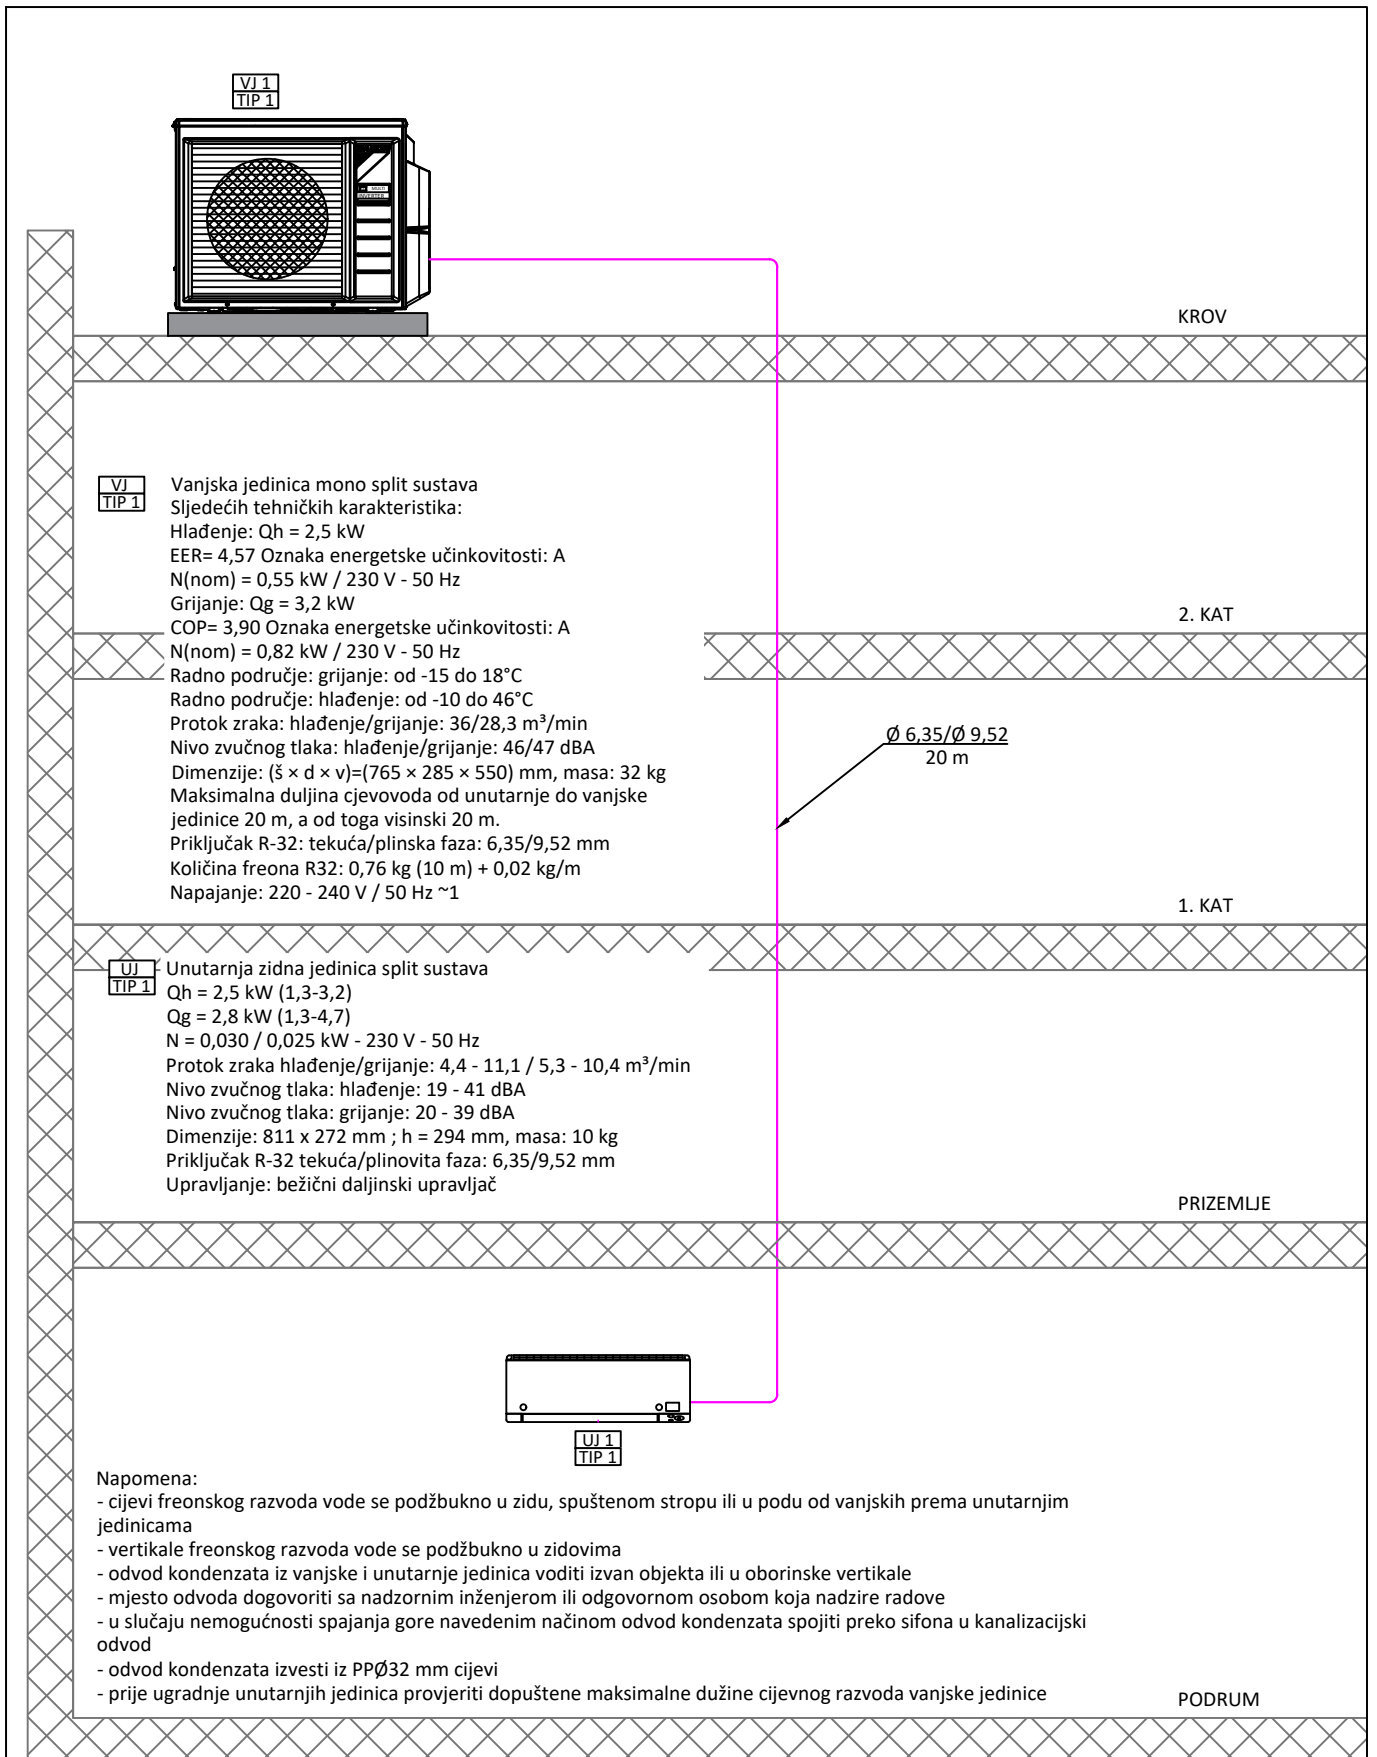 VJ 1
TIP 1
MULTI
INVERTER
KROV
VJ
TIP 1
Vanjska jedinica mono split sustava
Sljedećih tehničkih karakteristika:
Hlađenje: Qh = 2,5 kW
EER= 4,57 Oznaka energetske učinkovitosti: A
N(nom) = 0,55 kW / 230 V - 50 Hz
Grijanje: Qg = 3,2 kW
COP= 3,90 Oznaka energetske učinkovitosti: A
N(nom) = 0,82 kW / 230 V - 50 Hz
Radno područje: grijanje: od -15 do 18°C
Radno područje: hlađenje: od -10 do 46°C
Protok zraka: hlađenje/grijanje: 36/28,3 m³/min
Nivo zvučnog tlaka: hlađenje/grijanje: 46/47 dBA
Dimenzije: (š × d × v)=(765 × 285 × 550) mm, masa: 32 kg
Maksimalna duljina cjevovoda od unutarnje do vanjske
jedinice 20 m, a od toga visinski 20 m.
Priključak R-32: tekuća/plinska faza: 6,35/9,52 mm
Količina freona R32: 0,76 kg (10 m) + 0,02 kg/m
Napajanje: 220 - 240 V / 50 Hz ~1
2. KAT
Ø 6,35/Ø 9,52
20 m
1. KAT
UJ
TIP 1
Unutarnja zidna jedinica split sustava
Qh = 2,5 kW (1,3-3,2)
Qg = 2,8 kW (1,3-4,7)
N = 0,030 / 0,025 kW - 230 V - 50 Hz
Protok zraka hlađenje/grijanje: 4,4 - 11,1 / 5,3 - 10,4 m³/min
Nivo zvučnog tlaka: hlađenje: 19 - 41 dBA
Nivo zvučnog tlaka: grijanje: 20 - 39 dBA
Dimenzije: 811 x 272 mm ; h = 294 mm, masa: 10 kg
Priključak R-32 tekuća/plinovita faza: 6,35/9,52 mm
Upravljanje: bežični daljinski upravljač
PRIZEMLJE
UJ 1
TIP 1
Napomena:
- cijevi freonskog razvoda vode se podžbukno u zidu, spuštenom stropu ili u podu od vanjskih prema unutarnjim
jedinicama
- vertikale freonskog razvoda vode se podžbukno u zidovima
- odvod kondenzata iz vanjske i unutarnje jedinica voditi izvan objekta ili u oborinske vertikale
- mjesto odvoda dogovoriti sa nadzornim inženjerom ili odgovornom osobom koja nadzire radove
- u slučaju nemogućnosti spajanja gore navedenim načinom odvod kondenzata spojiti preko sifona u kanalizacijski
odvod
- odvod kondenzata izvesti iz PPØ32 mm cijevi
- prije ugradnje unutarnjih jedinica provjeriti dopuštene maksimalne dužine cijevnog razvoda vanjske jedinice
PODRUM